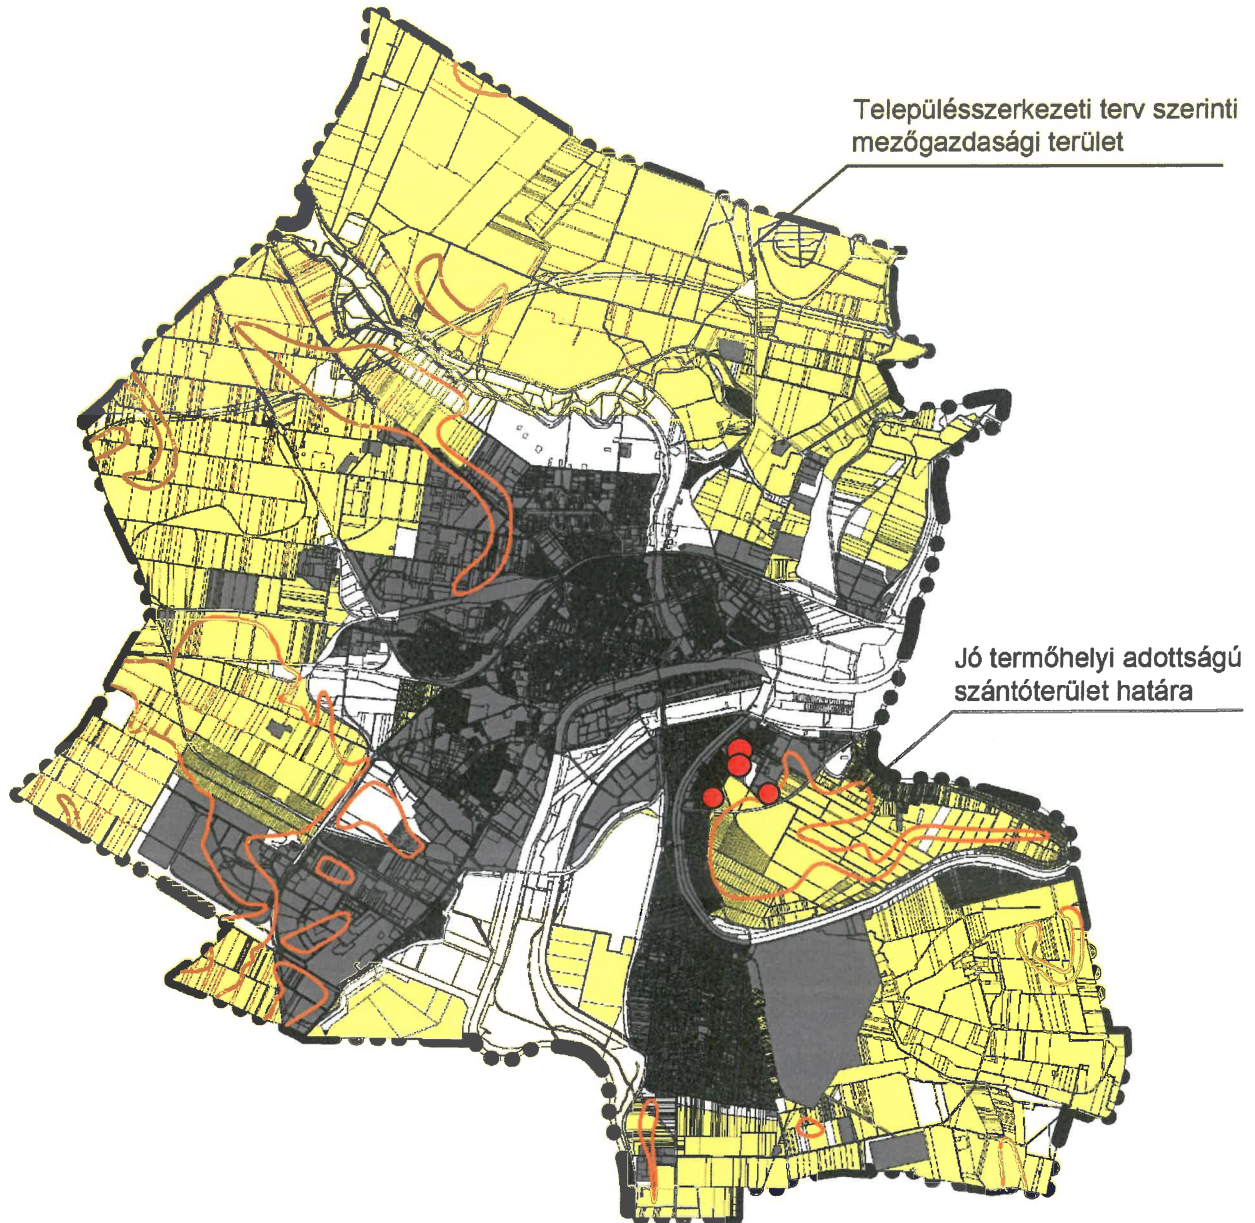 Településszerkezeti terv szerinti
mezőgazdasági terület
Jó termőhelyi adottságú
szántóterület határa